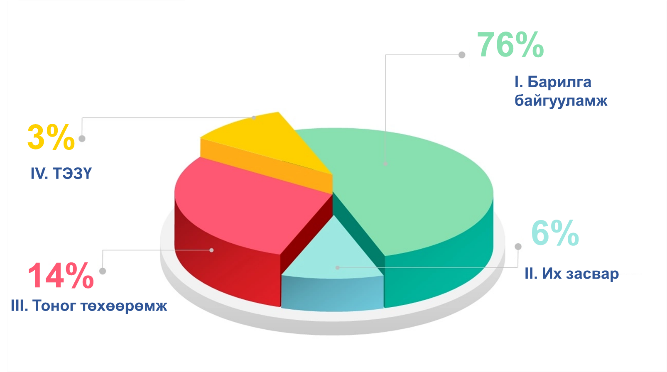 76%
I. Барилга
байгууламж
3%
IV. ТЭЗҮ
6%
II. Их засвар
14%
III. Тоног төхөөрөмж